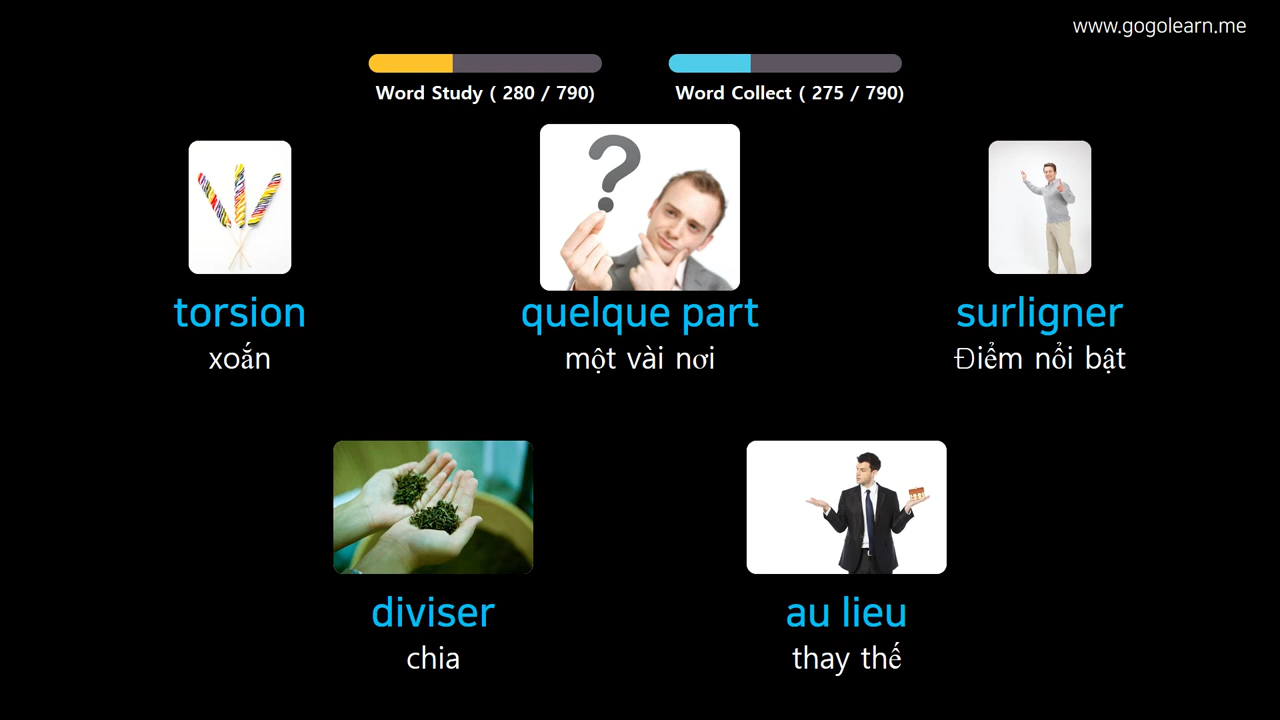 www.gogolearn.me
Word Study ( 280 / 790)
Word Collect ( 275 / 790)
torsion
xoắn
quelque part
một vài nơi
surligner
Điểm nổi bật
diviser
chia
au lieu
thay thế